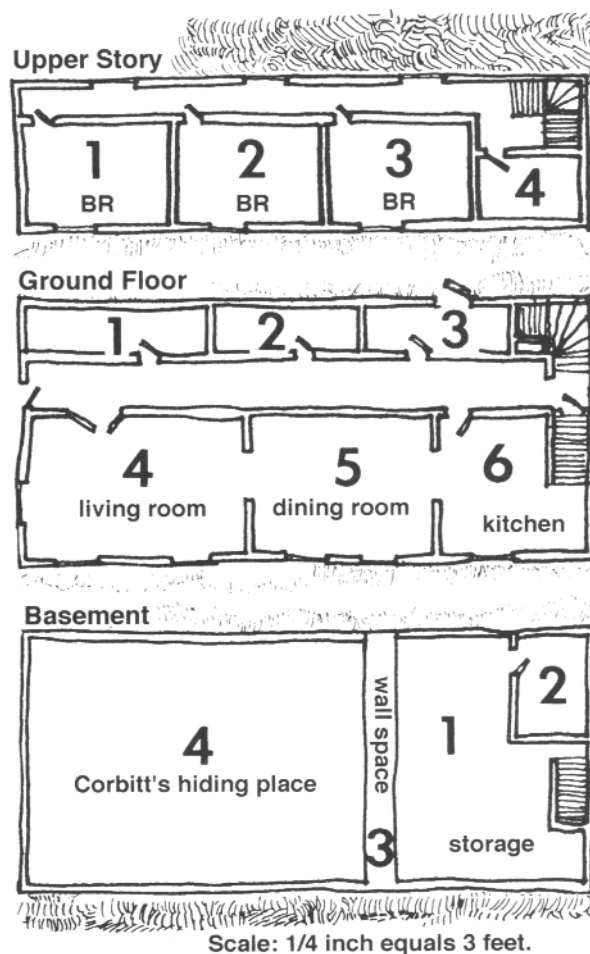 Upper Story
1
BR
2
BR
3
BR
4
Ground Floor
1
2
3
4
living room
5
dining room
6
kitchen
Basement
4
Corbitt's hiding place
wall space
3
1
storage
2
Scale: 1/4 inch equals 3 feet.